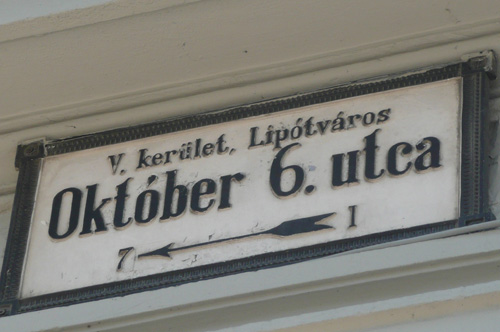 V. kerület, Lipótváros
Október 6. utca
7 1